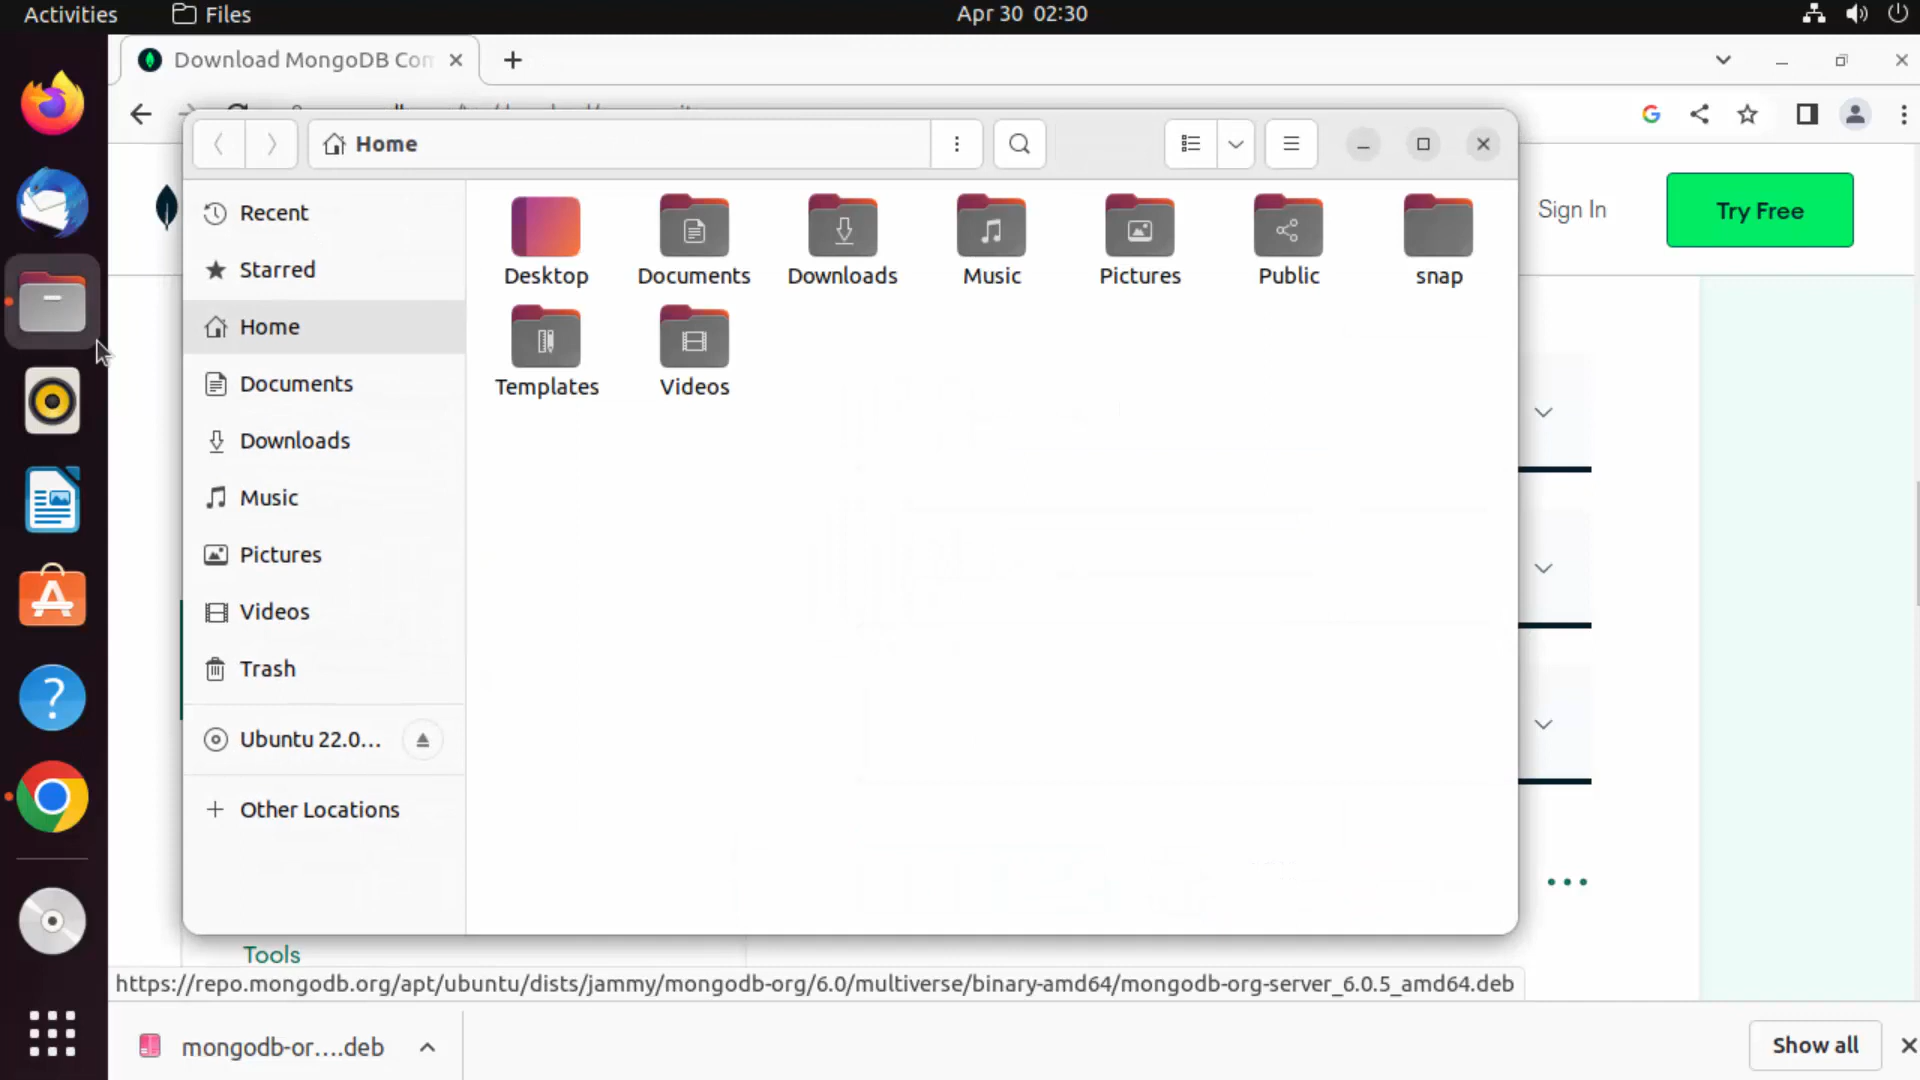 Activities
Files
Apr 30 02:30
Download MongoDB Com
Home
Sign In
Try Free
Recent
Starred
Home
Documents
Downloads
Music
Pictures
Videos
Trash
Ubuntu 22.0...
Other Locations
Desktop
Documents
Downloads
Music
Pictures
Public
snap
Templates
Videos
Tools
https://repo.mongodb.org/apt/ubuntu/dists/jammy/mongodb-org/6.0/multiverse/binary-amd64/mongodb-org-server_6.0.5_amd64.deb
mongodb-or....deb
Show all